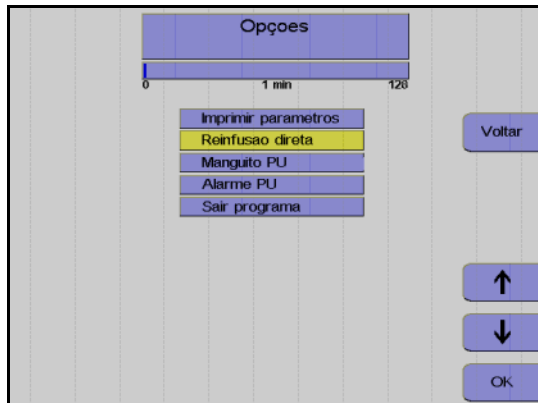 Opçoes
0 1 min 128
Imprimir parametros
Reinfusao direta
Voltar
Manguito PU
Alarme PU
Sair programa
↑
↓
OK